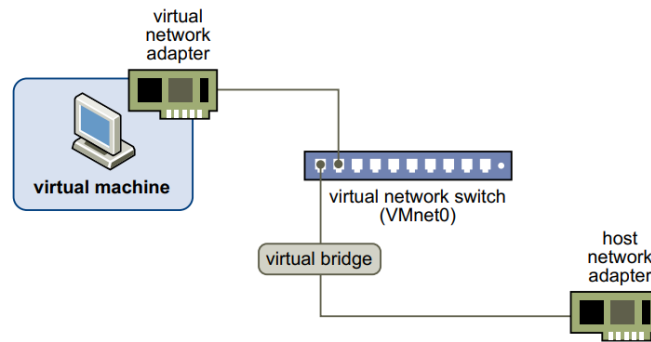 virtual
network
adapter
virtual machine
virtual network switch
(VMnet0)
virtual bridge
host
network
adapter